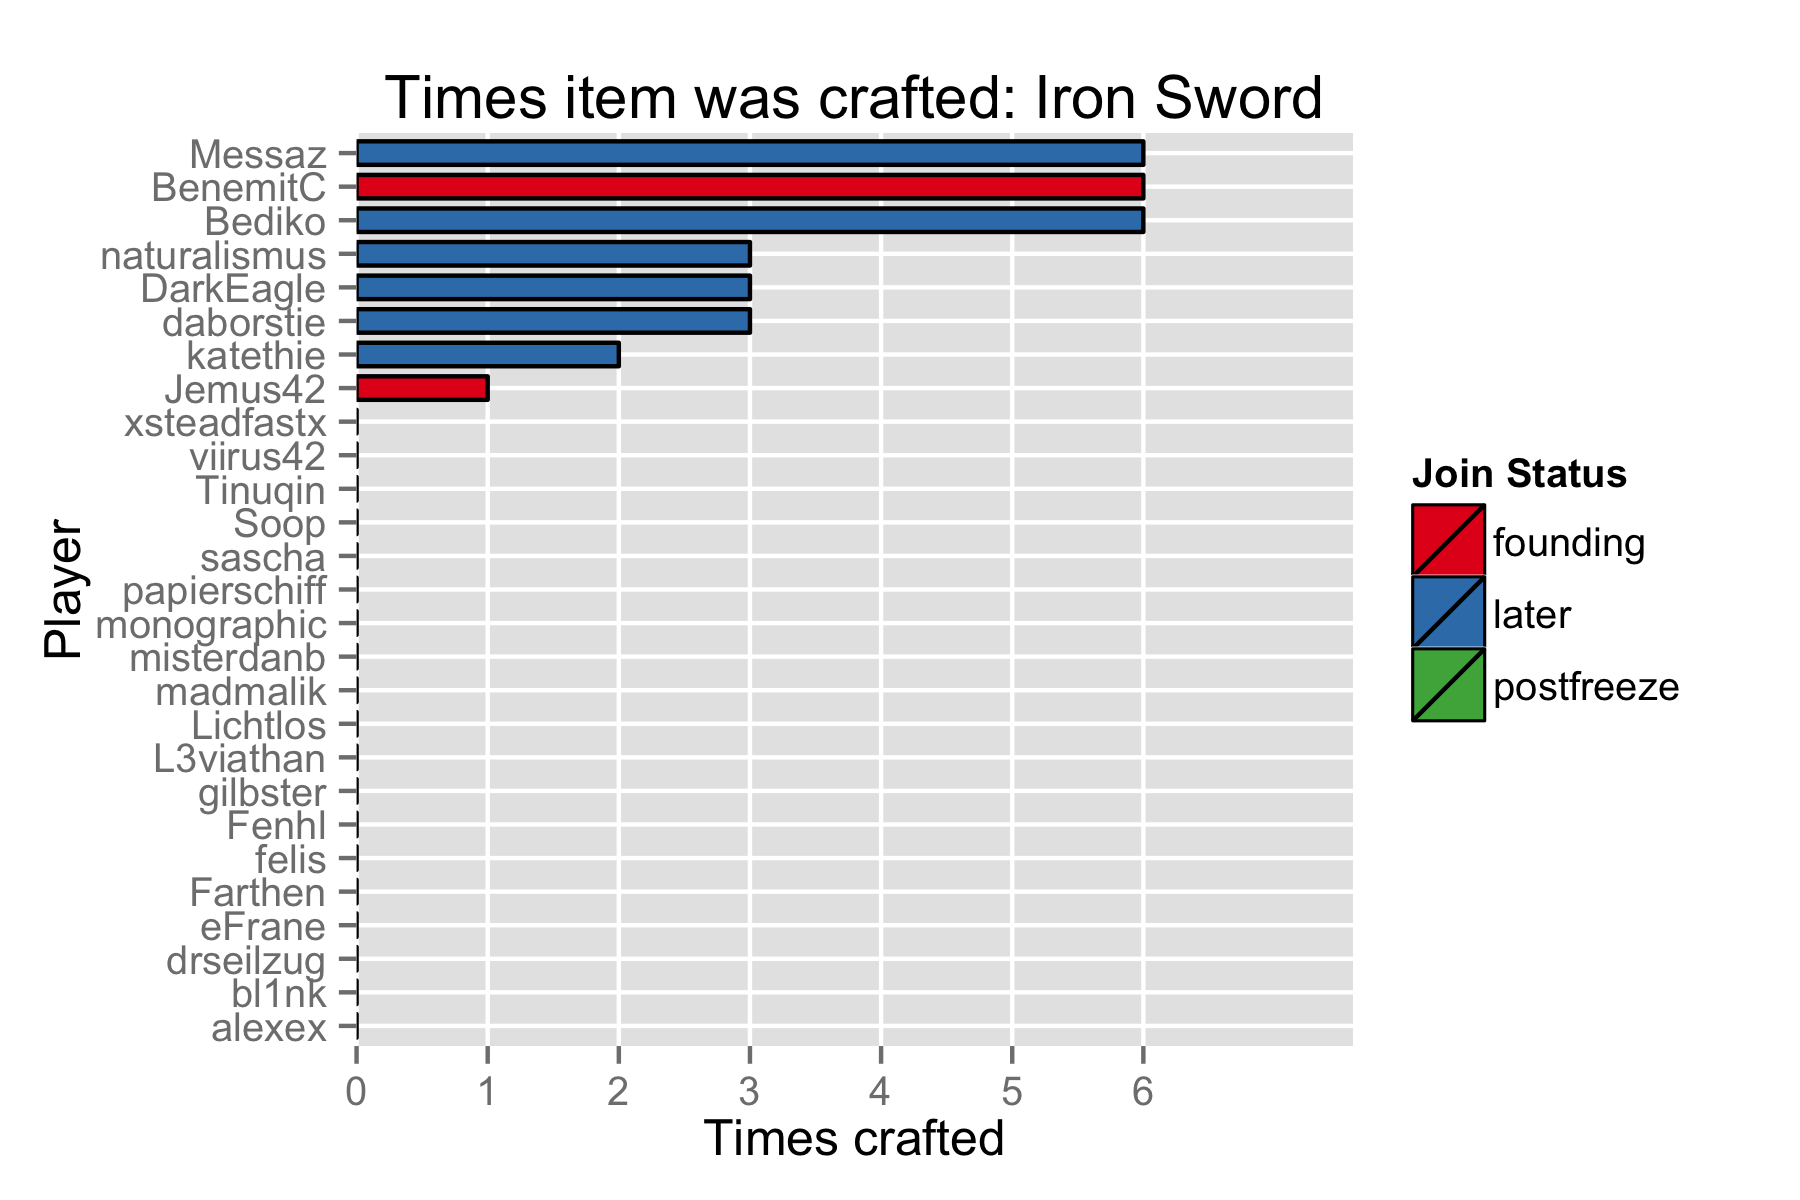 Times item was crafted: Iron Sword
Messaz
BenemitC
Bediko
naturalismus
DarkEagle
daborstie
katethie
Jemus42
xsteadfastx
viirus42
Tinuqin
Soop
sascha
papierschiff
monographic
misterdanb
madmalik
Lichtlos
L3viathan
gilbster
Fenhl
felis
Farthen
eFrane
drseilzug
bl1nk
alexex
Player
0 1 2 3 4 5 6
Times crafted
Join Status
founding
later
postfreeze